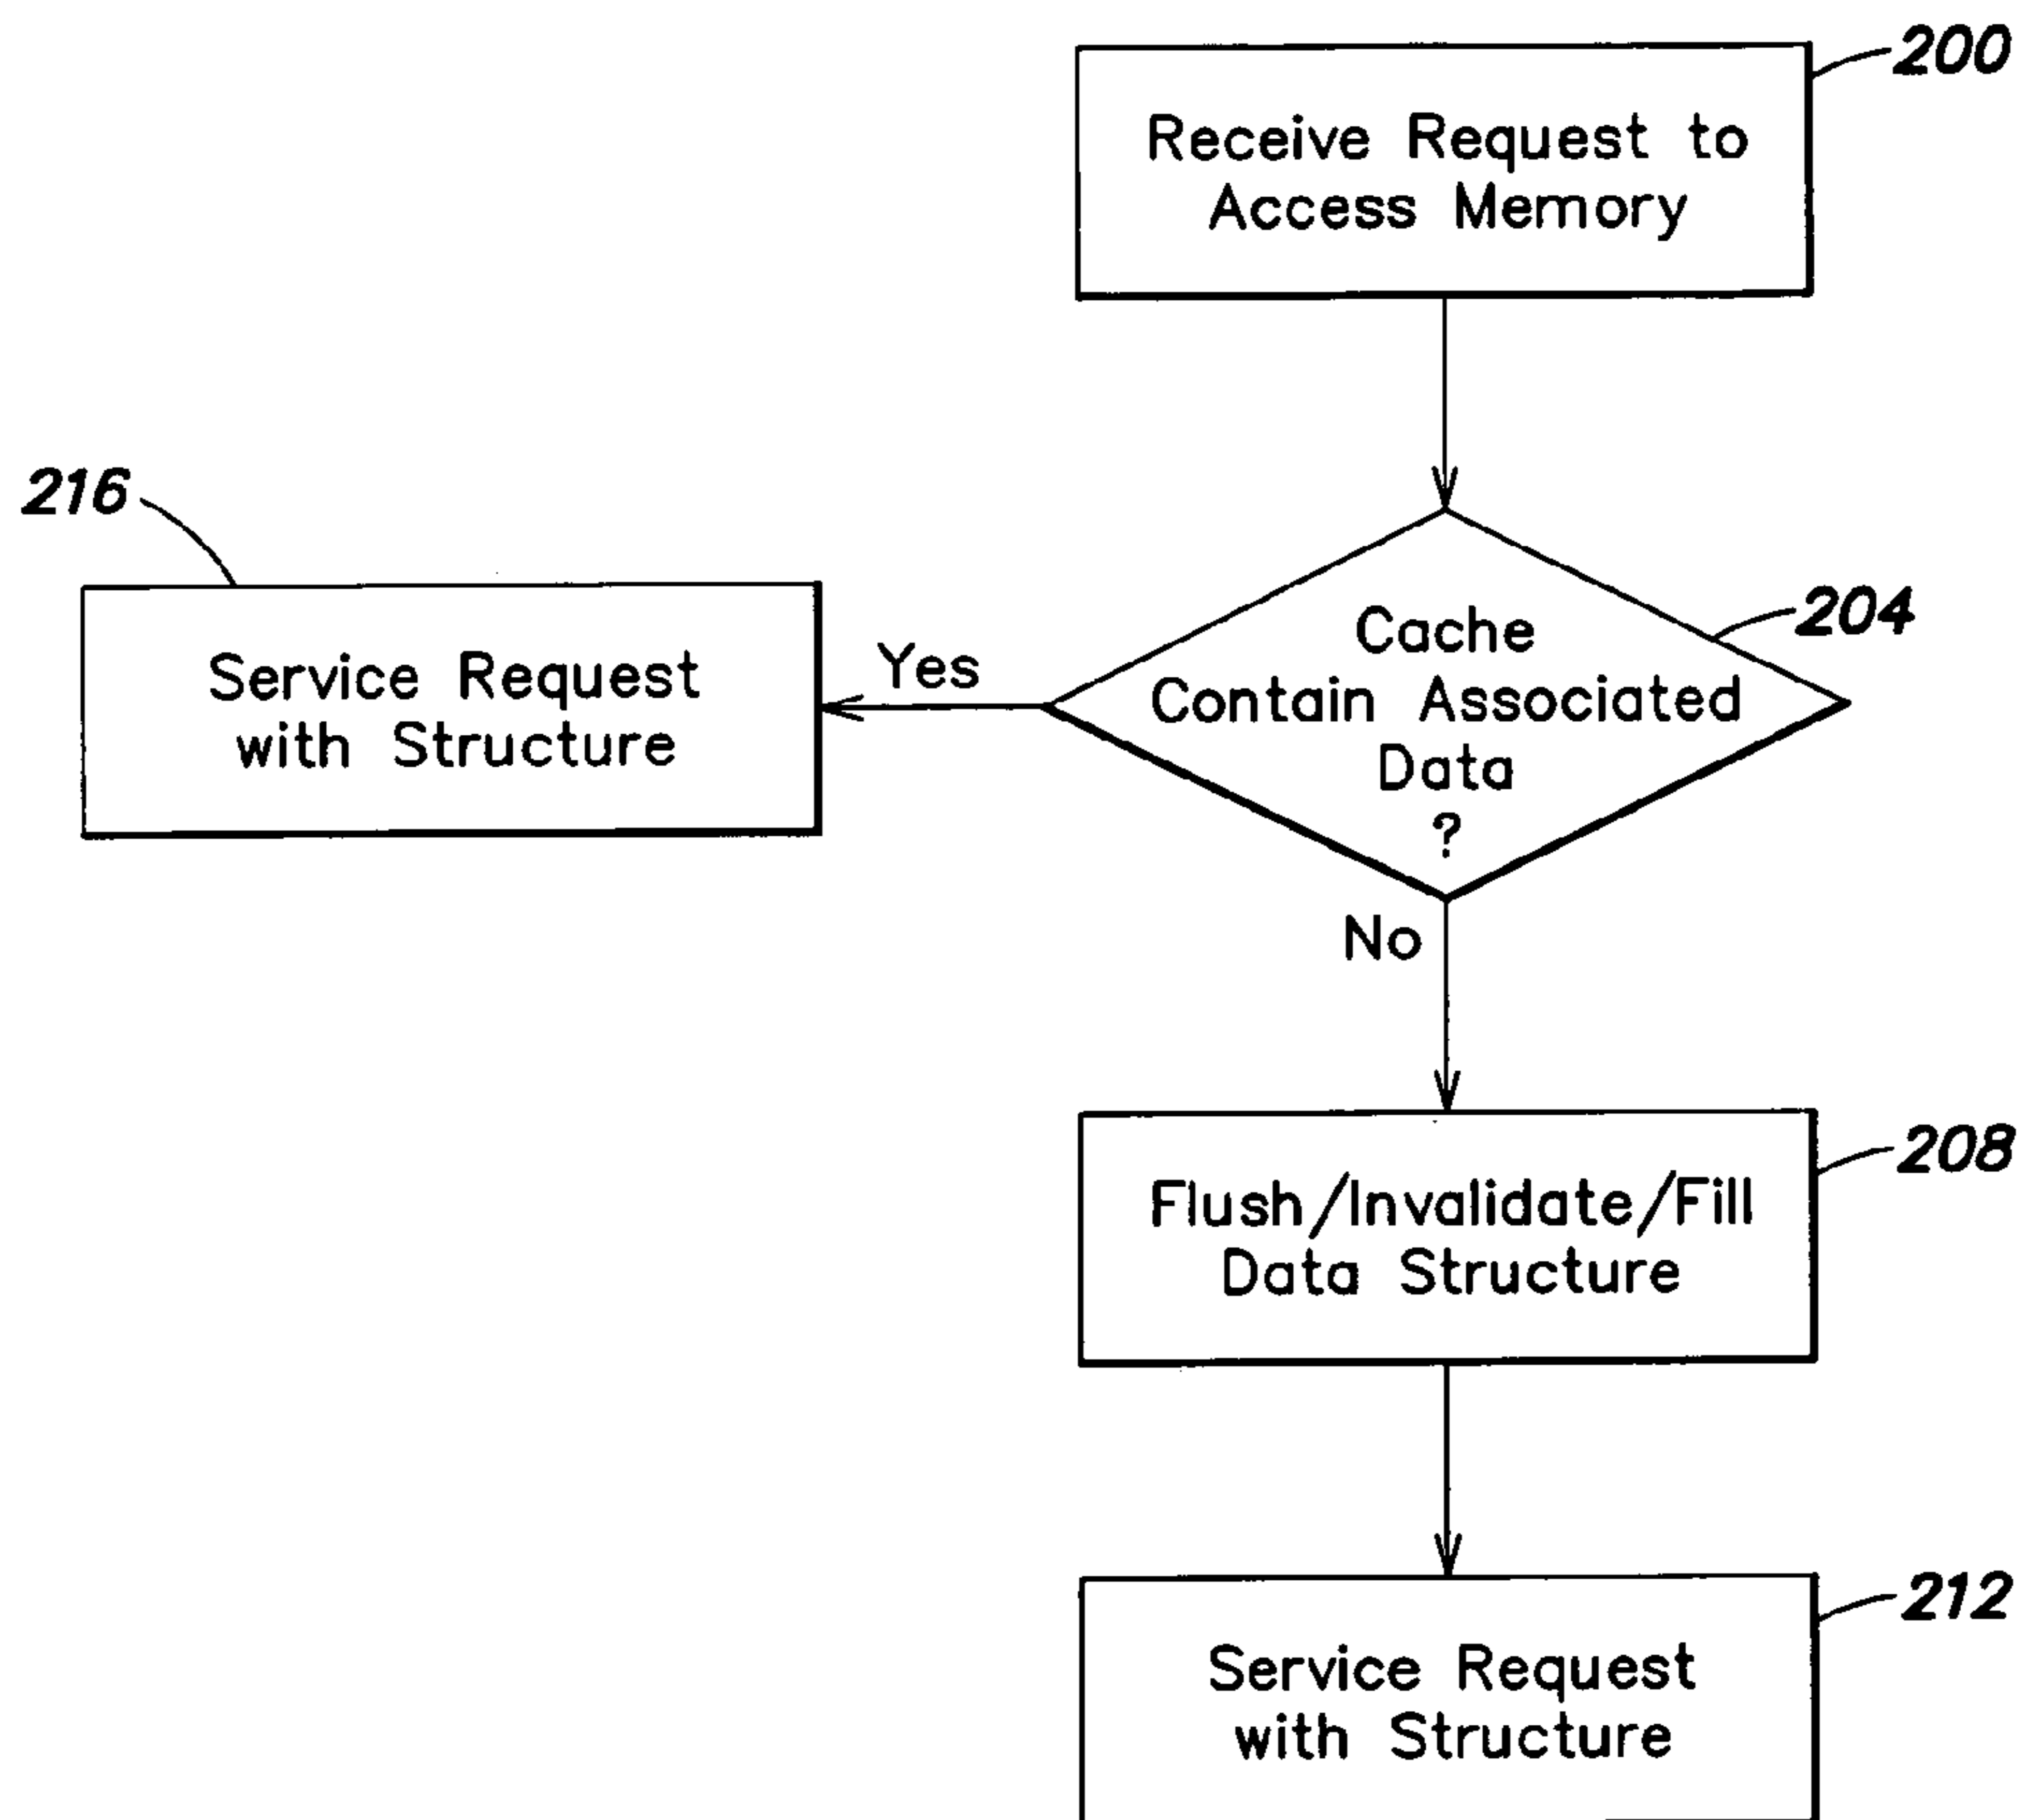 200
Receive Request to
Access Memory
216
Service Request
with Structure
Yes
204
Cache
Contain Associated
Data
?
No
208
Flush/Invalidate/Fill
Data Structure
212
Service Request
with Structure